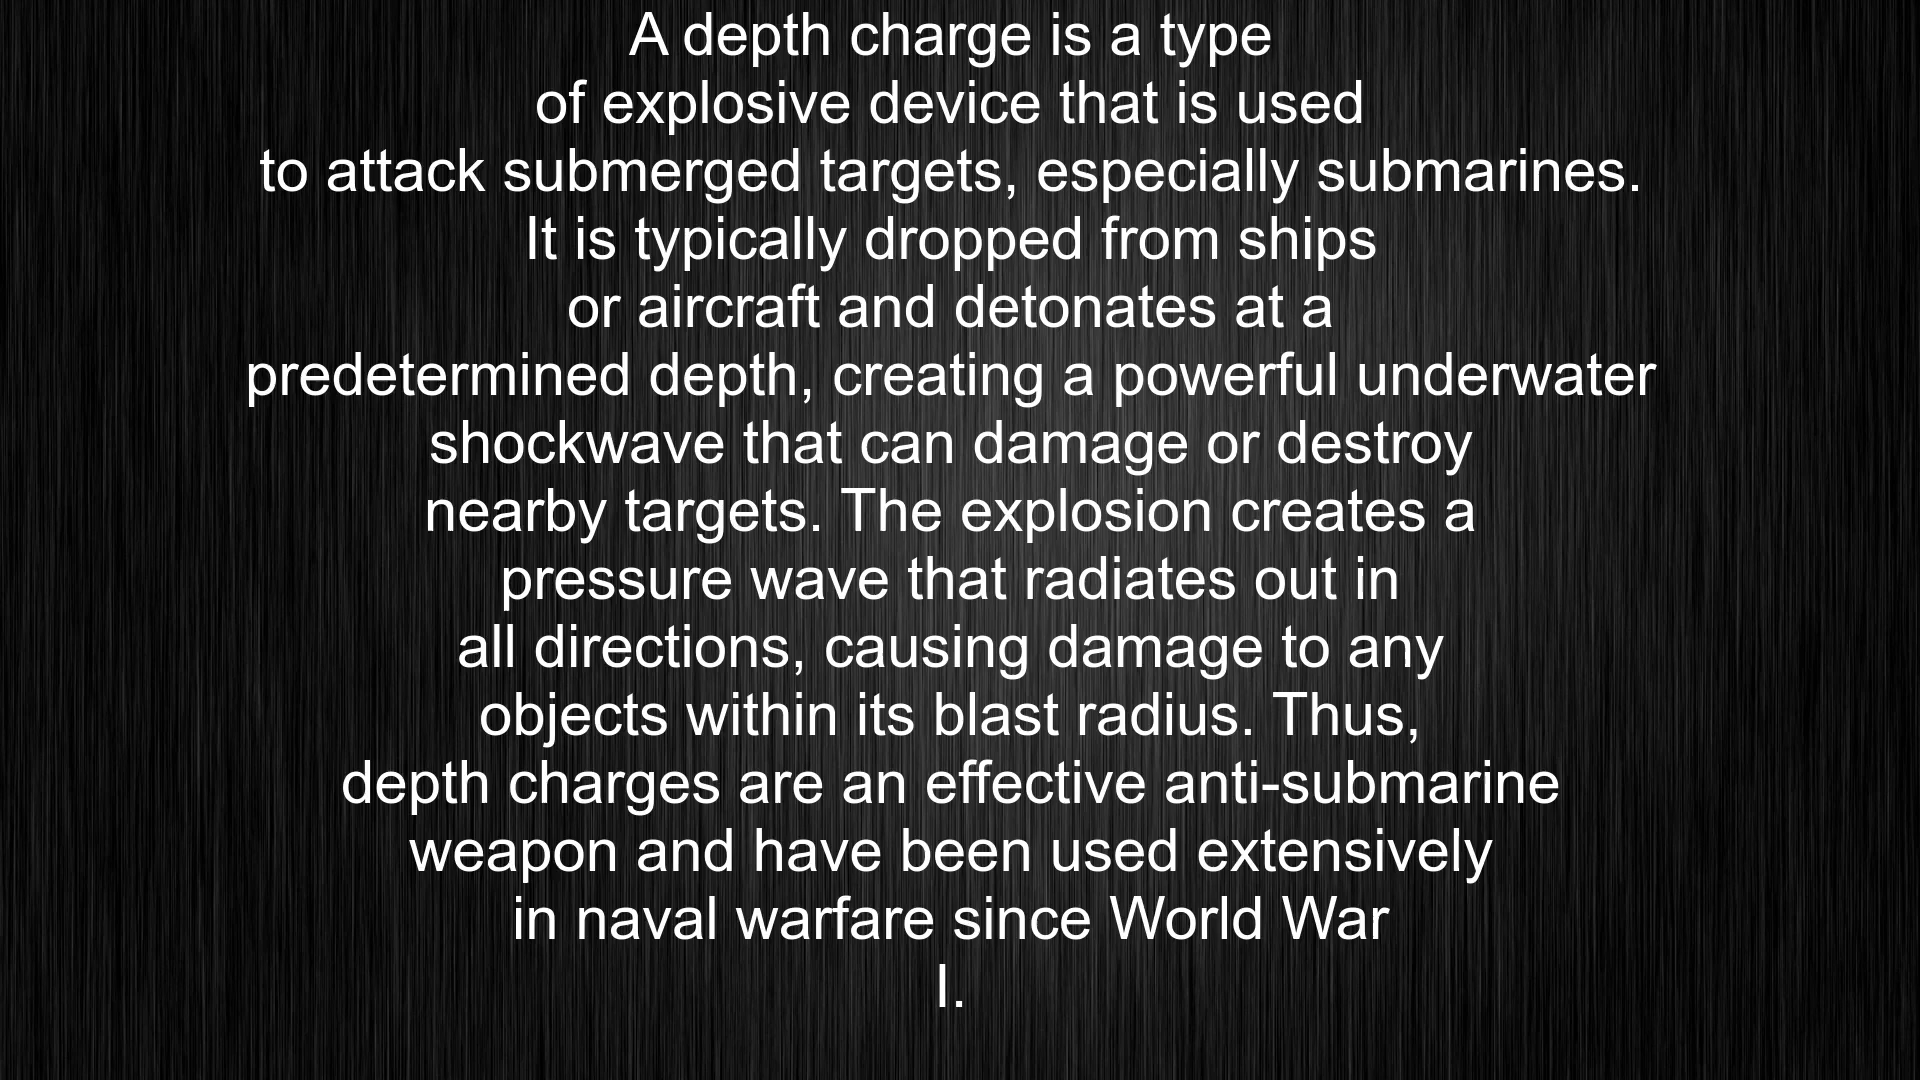 A depth charge is a type
of explosive device that is used
to attack submerged targets, especially submarines.
It is typically dropped from ships
or aircraft and detonates at a
predetermined depth, creating a powerful underwater
shockwave that can damage or destroy
nearby targets. The explosion creates a
pressure wave that radiates out in
all directions, causing damage to any
objects within its blast radius. Thus,
depth charges are an effective anti-submarine
weapon and have been used extensively
in naval warfare since World War
I.